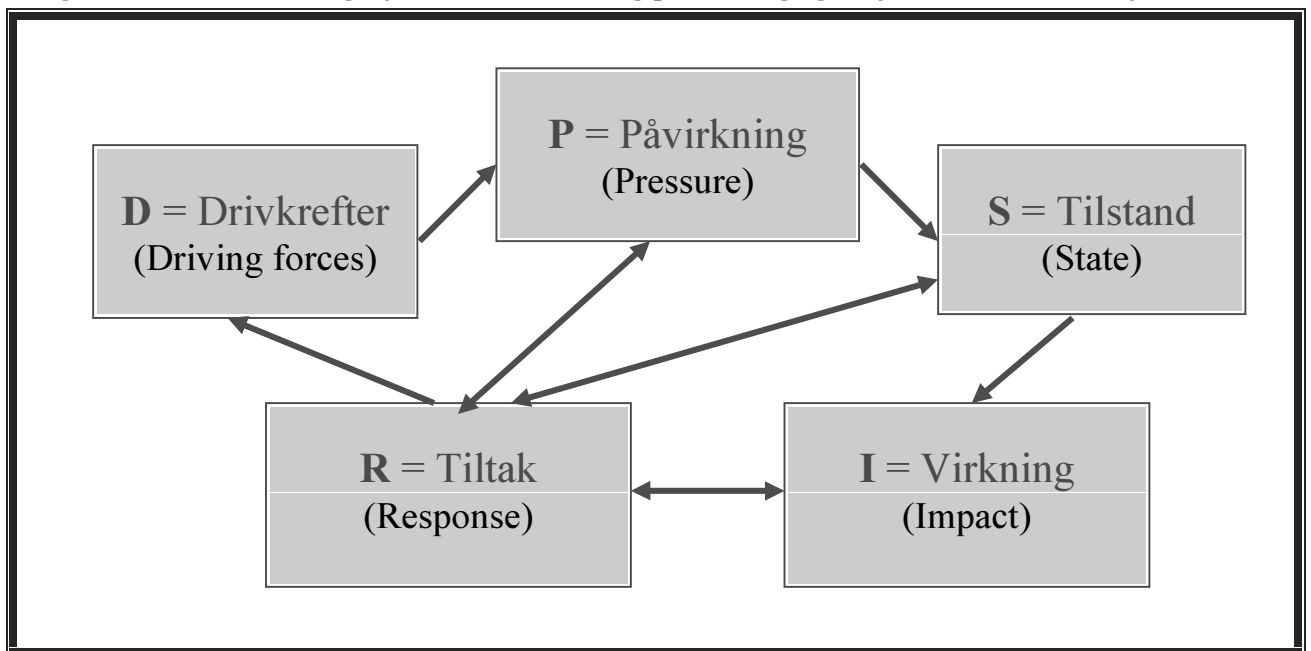 D = Drivkrefter
(Driving forces)
P = Påvirkning
(Pressure)
S = Tilstand
(State)
R = Tiltak
(Response)
I = Virkning
(Impact)